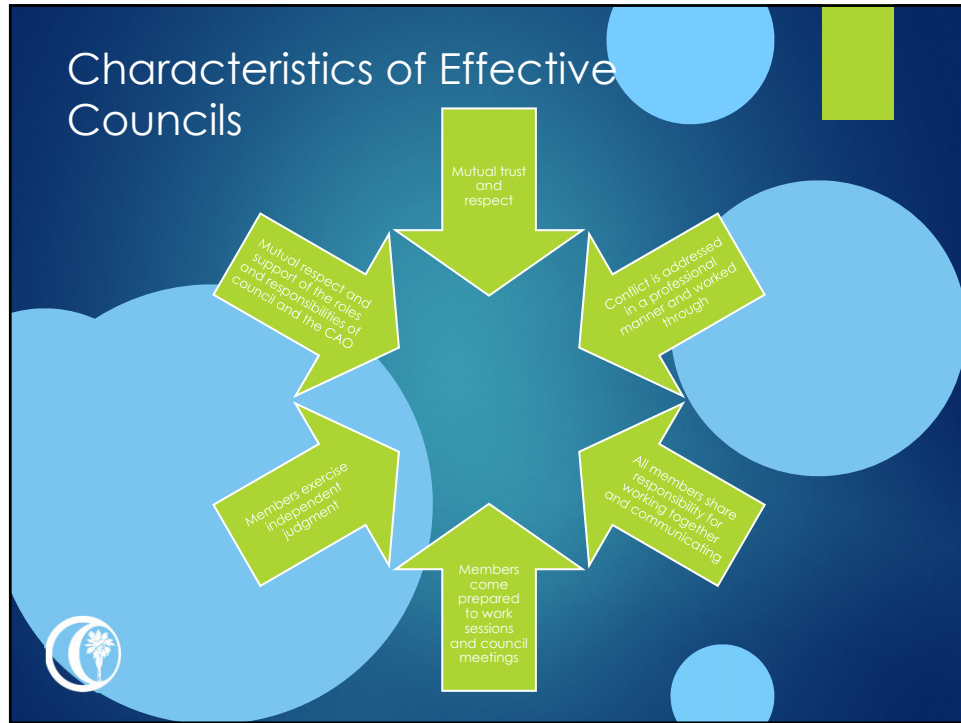 Characteristics of Effective
Councils
Mutual trust
and
respect
Conflict is addressed
in a professional
manner and worked
through
All members share
responsibility for
working together
and communicating
Members
come
prepared
to work
sessions
and council
meetings
Members exercise
independent
judgment
Mutual respect and
support of the roles
and responsibilities of
council and the CAO